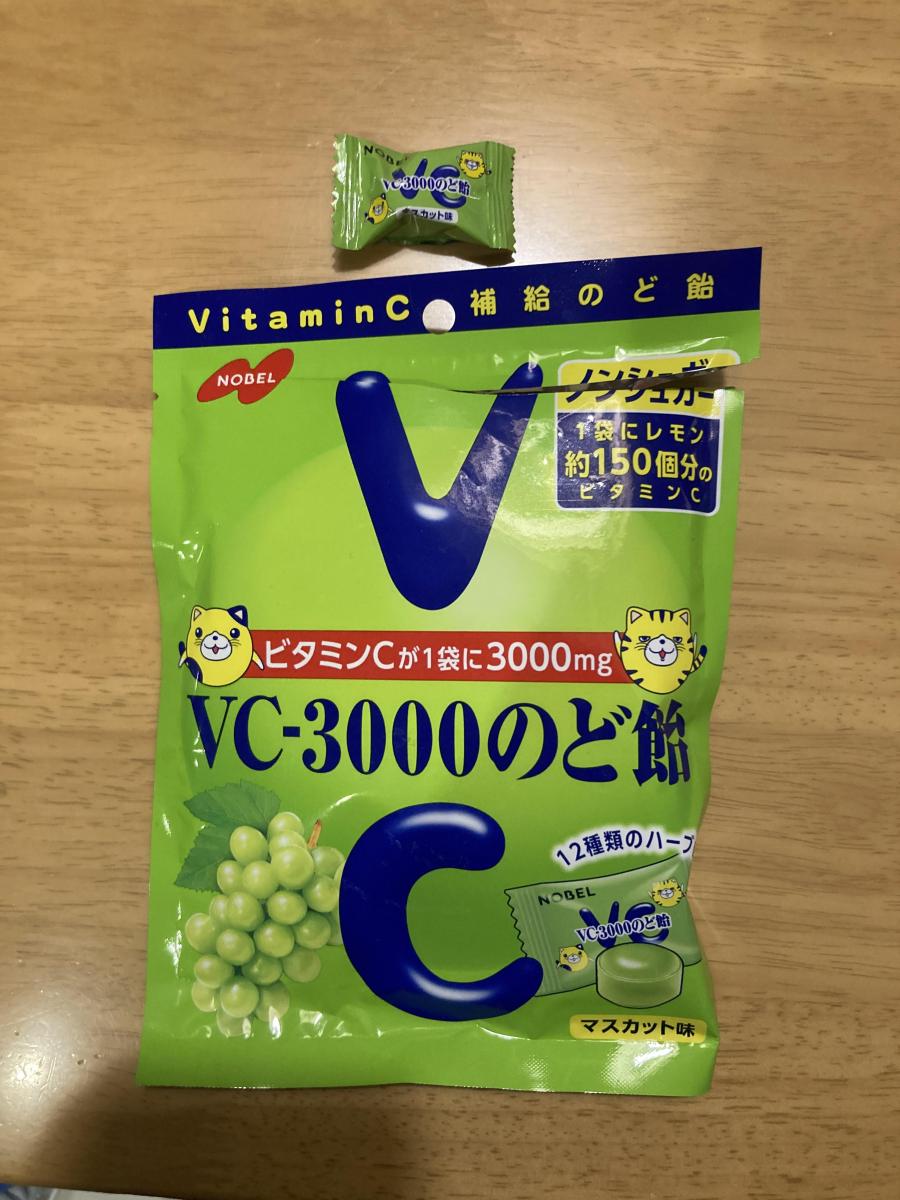 NOBEL
VC-3000のど飴
マスカット味
VitaminC 補給のど飴
NOBEL
V
ノンシュガー
1袋にレモン
約150個分の
ビタミンC
ビタミンCが1袋に3000mg
VC-3000のど飴
C
12種類のハーブ
NOBEL
VC
VC-3000のど飴
マスカット味